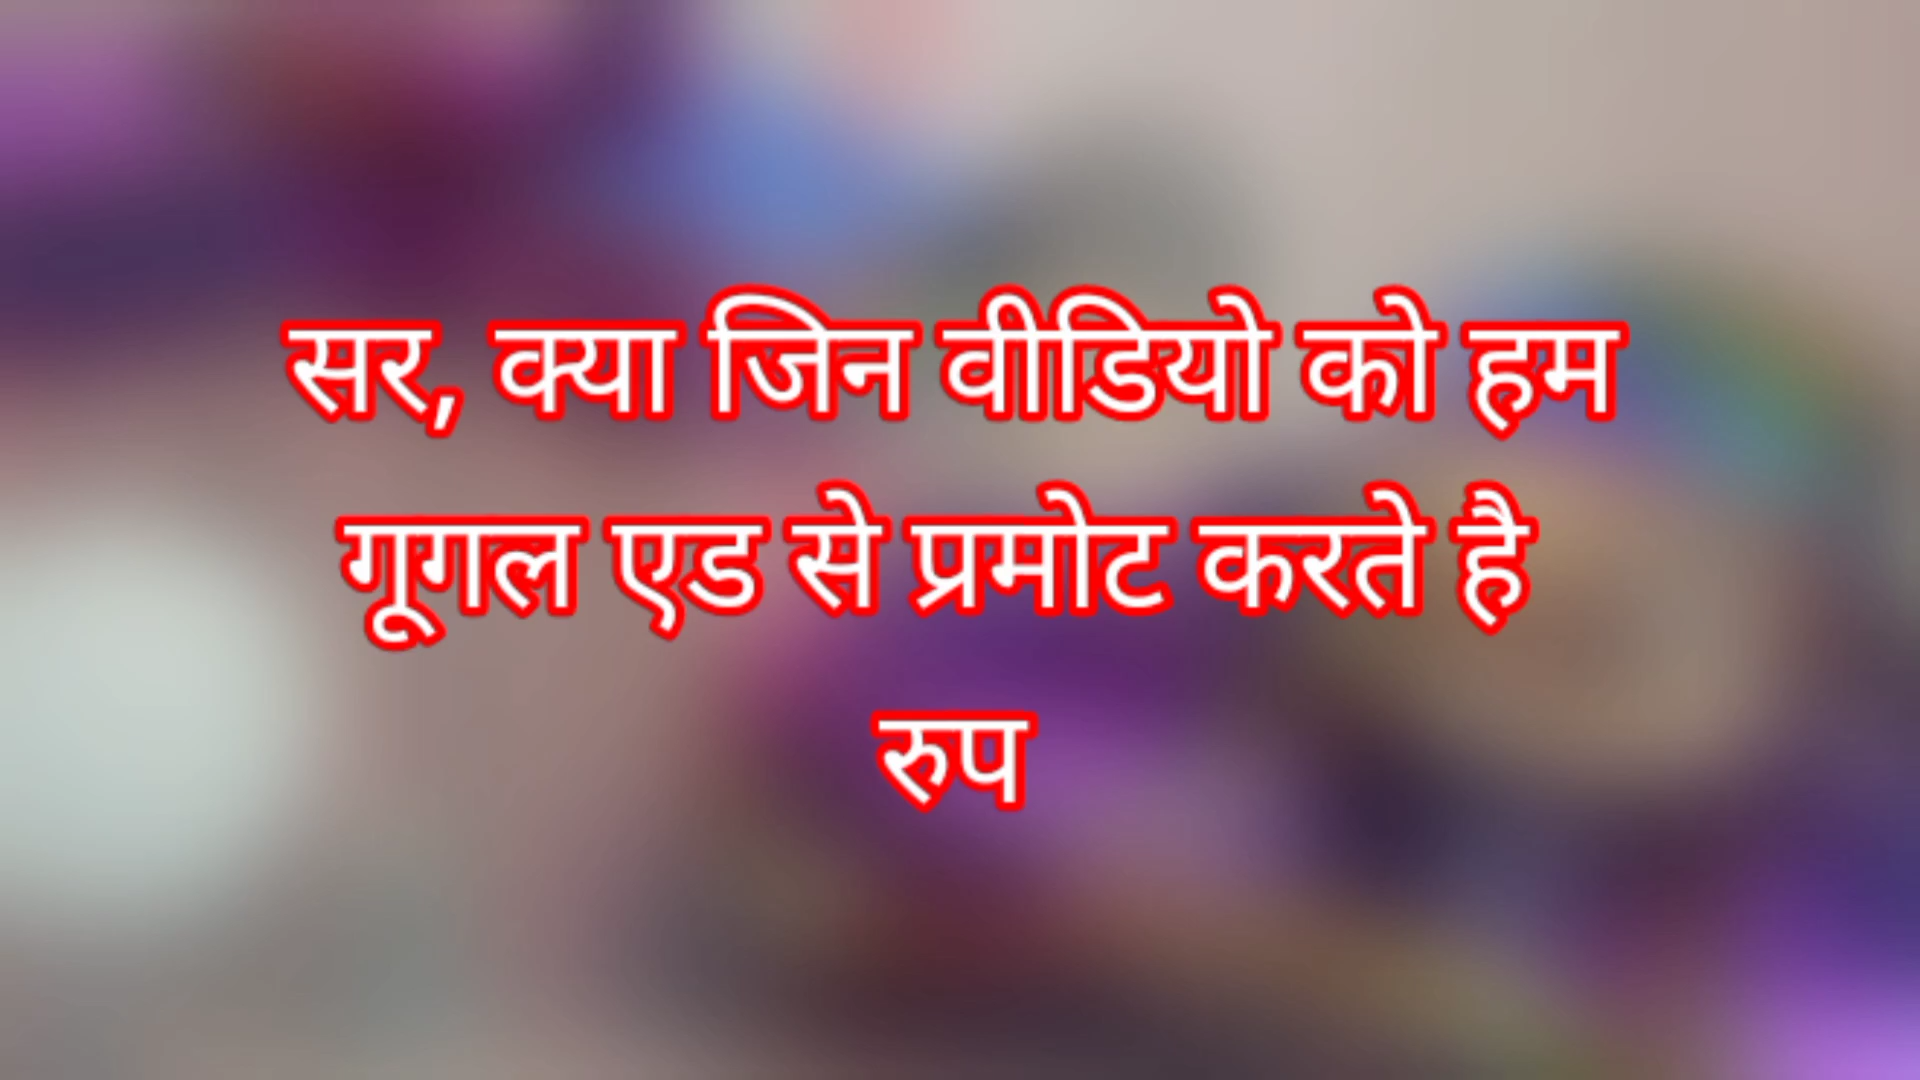 सर, क्या जिन वीडियो को हम
गूगल एड से प्रमोट करते है
रुप